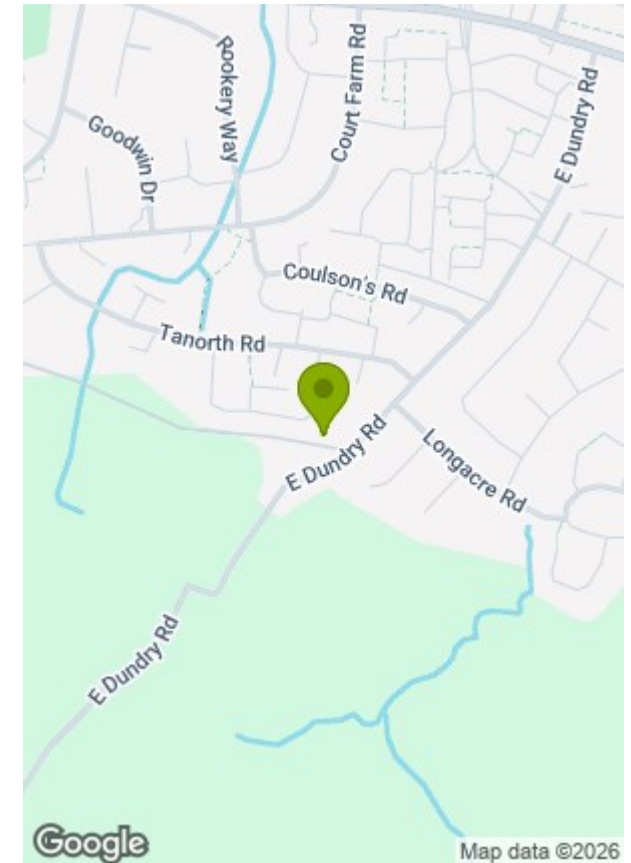 Rookery Way
Court Farm Rd
E Dundry Rd
Goodwin Dr
Coulson's Rd
Tanorth Rd
E Dundry Rd
Longacre Rd
E Dundry Rd
Google
Map data ©2026